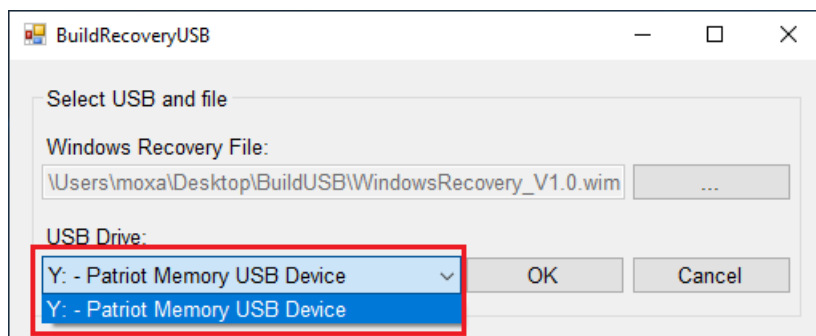 BuildRecoveryUSB
Select USB and file
Windows Recovery File:
\Users\moxa\Desktop\BuildUSB\WindowsRecovery_V1.0.wim ...
USB Drive:
Y: - Patriot Memory USB Device OK Cancel
Y: - Patriot Memory USB Device